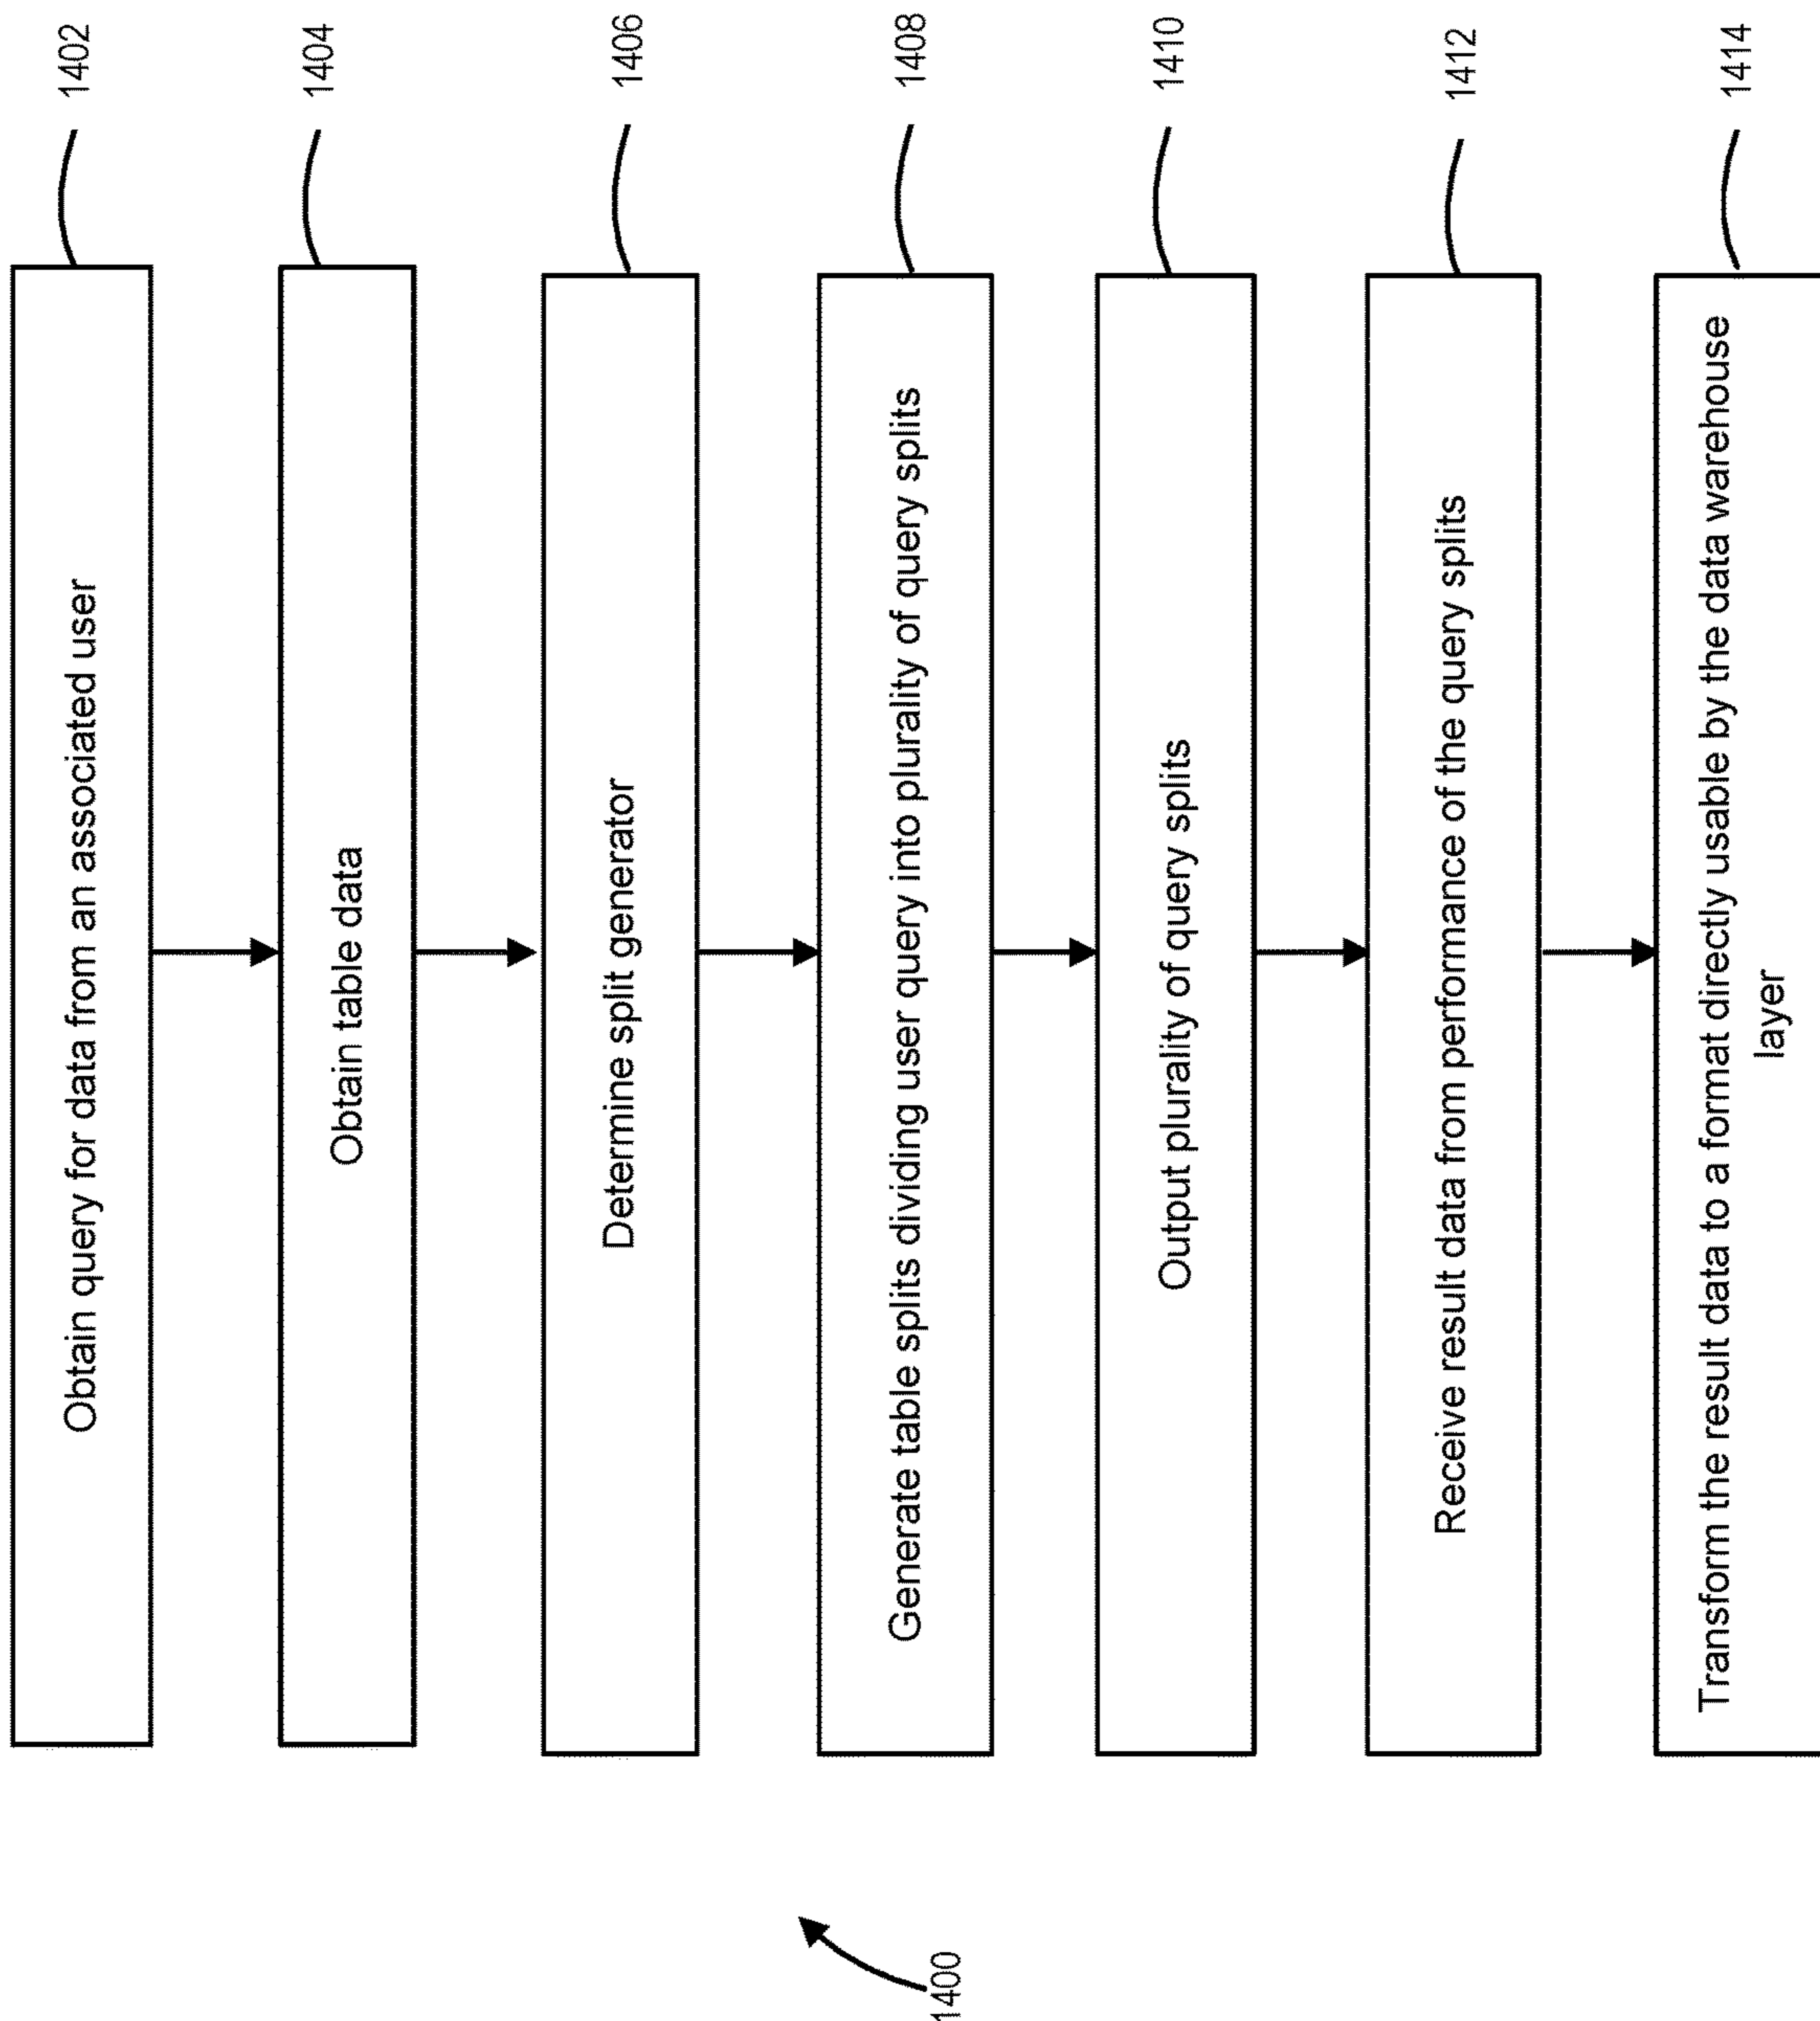 Obtain query for data from an associated user
1402
Obtain table data
1404
Determine split generator
1406
Generate table splits dividing user query into plurality of query splits
1408
Output plurality of query splits
1410
Receive result data from performance of the query splits
1412
Transform the result data to a format directly usable by the data warehouse
layer
1414
1400